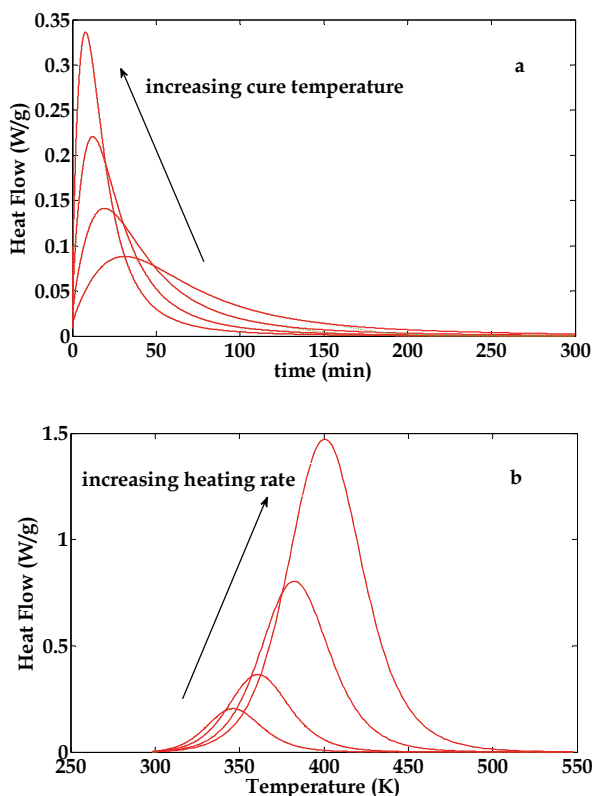 0.35
a
0.3
increasing cure temperature
0.25
0.2
0.15
0.1
0.05
0
Heat Flow (W/g)
0 50 100 150 200 250 300
time (min)
1.5
increasing heating rate
b
1
0.5
0
Heat Flow (W/g)
250 300 350 400 450 500 550
Temperature (K)